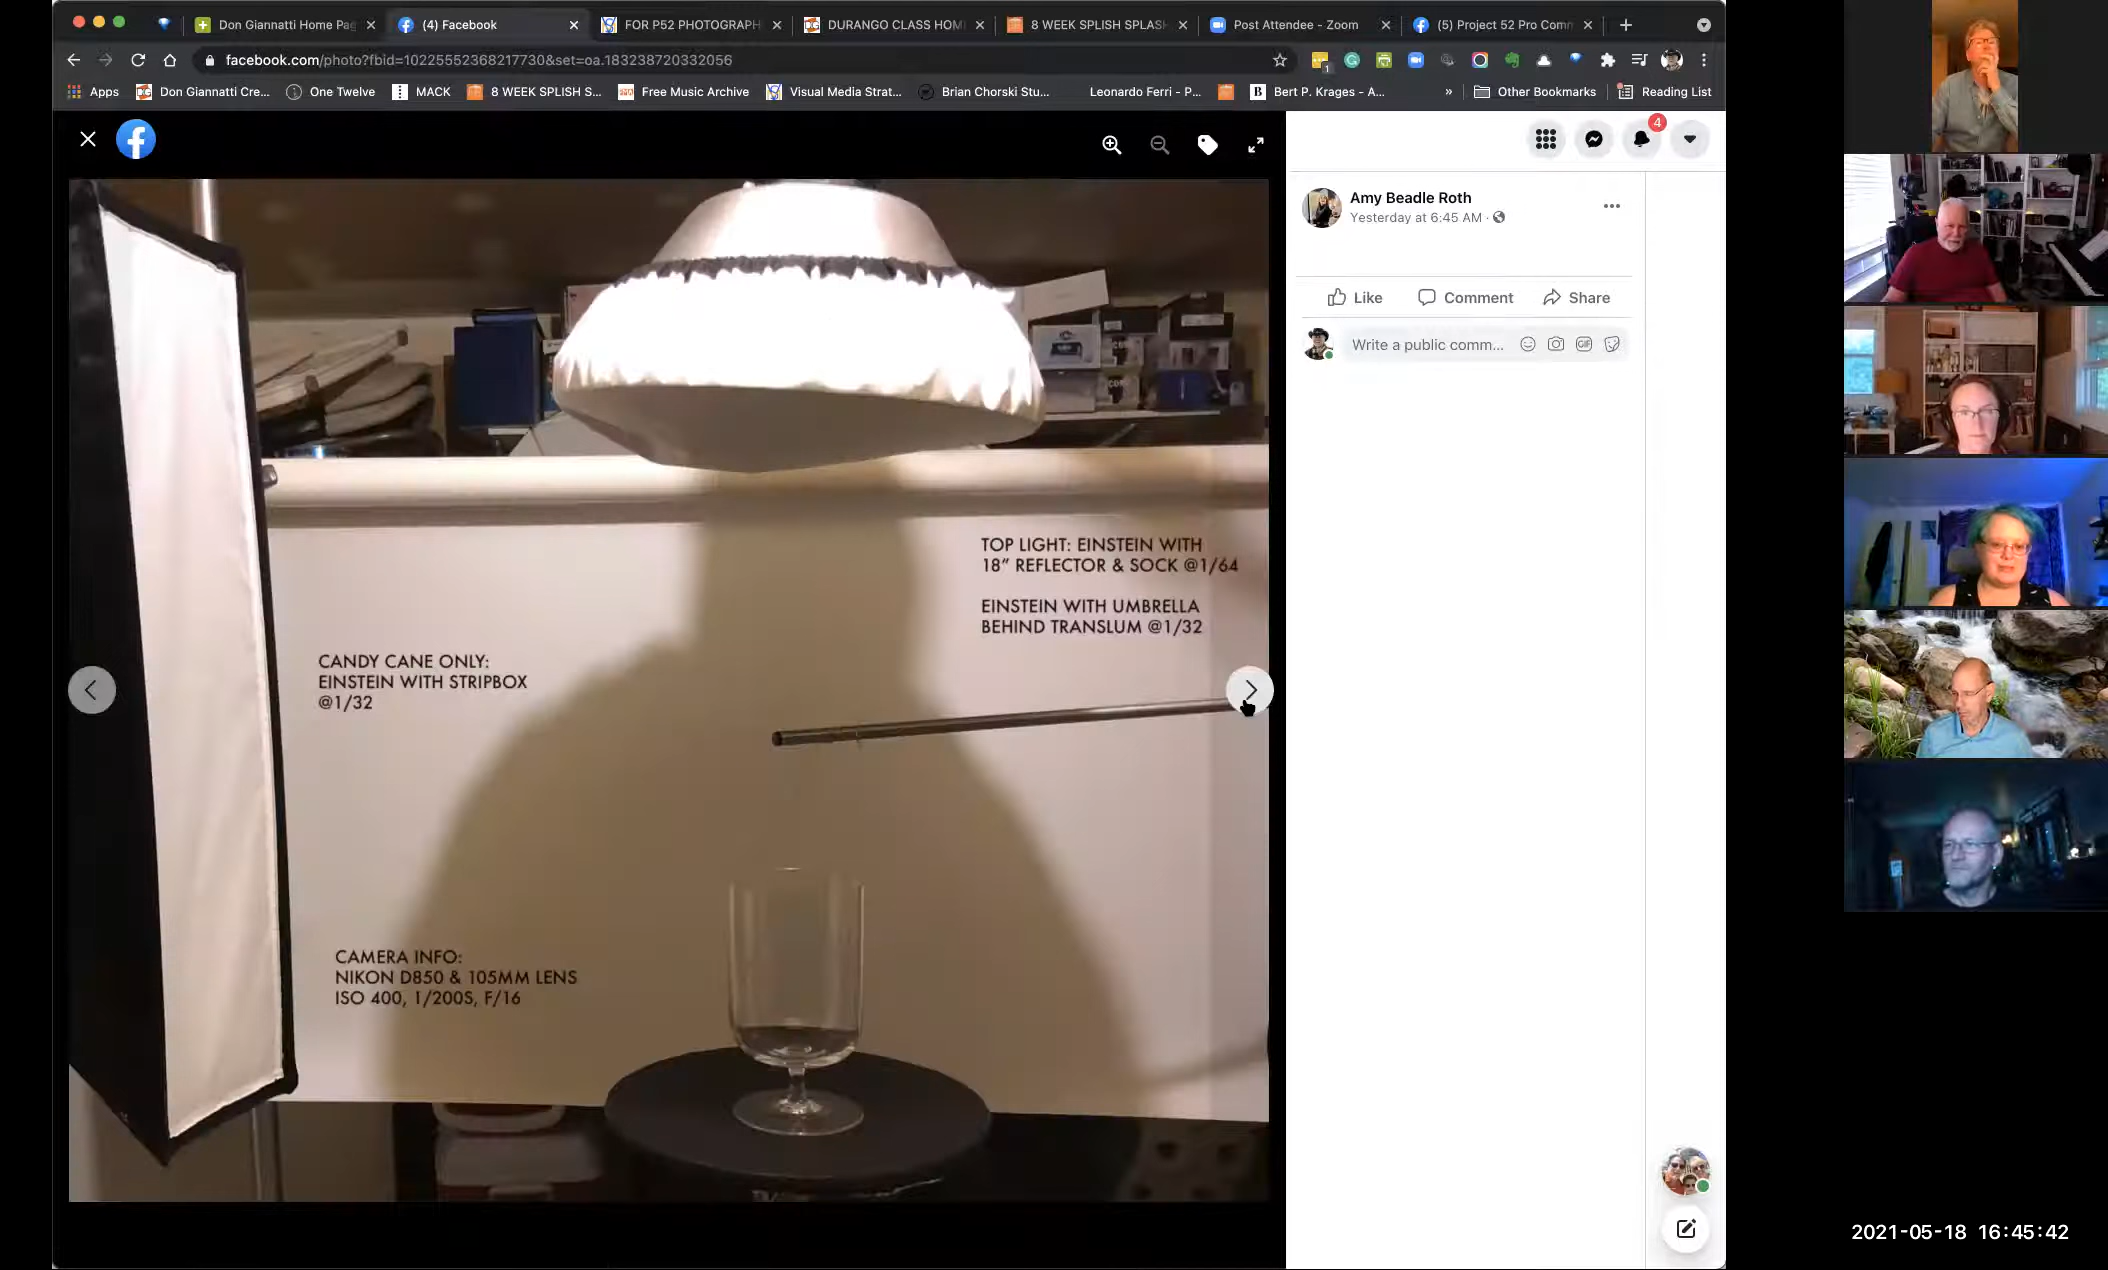 Don Giannatti Home Pag
(4) Facebook
FOR P52 PHOTOGRAPH
DURANGO CLASS HOM
8 WEEK SPLISH SPLASH
Post Attendee - Zoom
(5) Project 52 Pro Comm
facebook.com/photo?fbid=10225552368217730&set=oa.183238720332056
1
Apps
Don Giannatti Cre...
One Twelve
MACK
8 WEEK SPLISH S...
Free Music Archive
Visual Media Strat...
Brian Chorski Stu...
Leonardo Ferri - P...
Bert P. Krages - A...
»
Other Bookmarks
Reading List
4
Amy Beadle Roth
Yesterday at 6:45 AM ·
Like
Comment
Share
Write a public comm...
GIF
TOP LIGHT: EINSTEIN WITH
18” REFLECTOR & SOCK @1/64
EINSTEIN WITH UMBRELLA
BEHIND TRANSLUM @1/32
CANDY CANE ONLY:
EINSTEIN WITH STRIPBOX
@1/32
CAMERA INFO:
NIKON D850 & 105MM LENS
ISO 400, 1/200S, F/16
2021-05-18 16:45:42